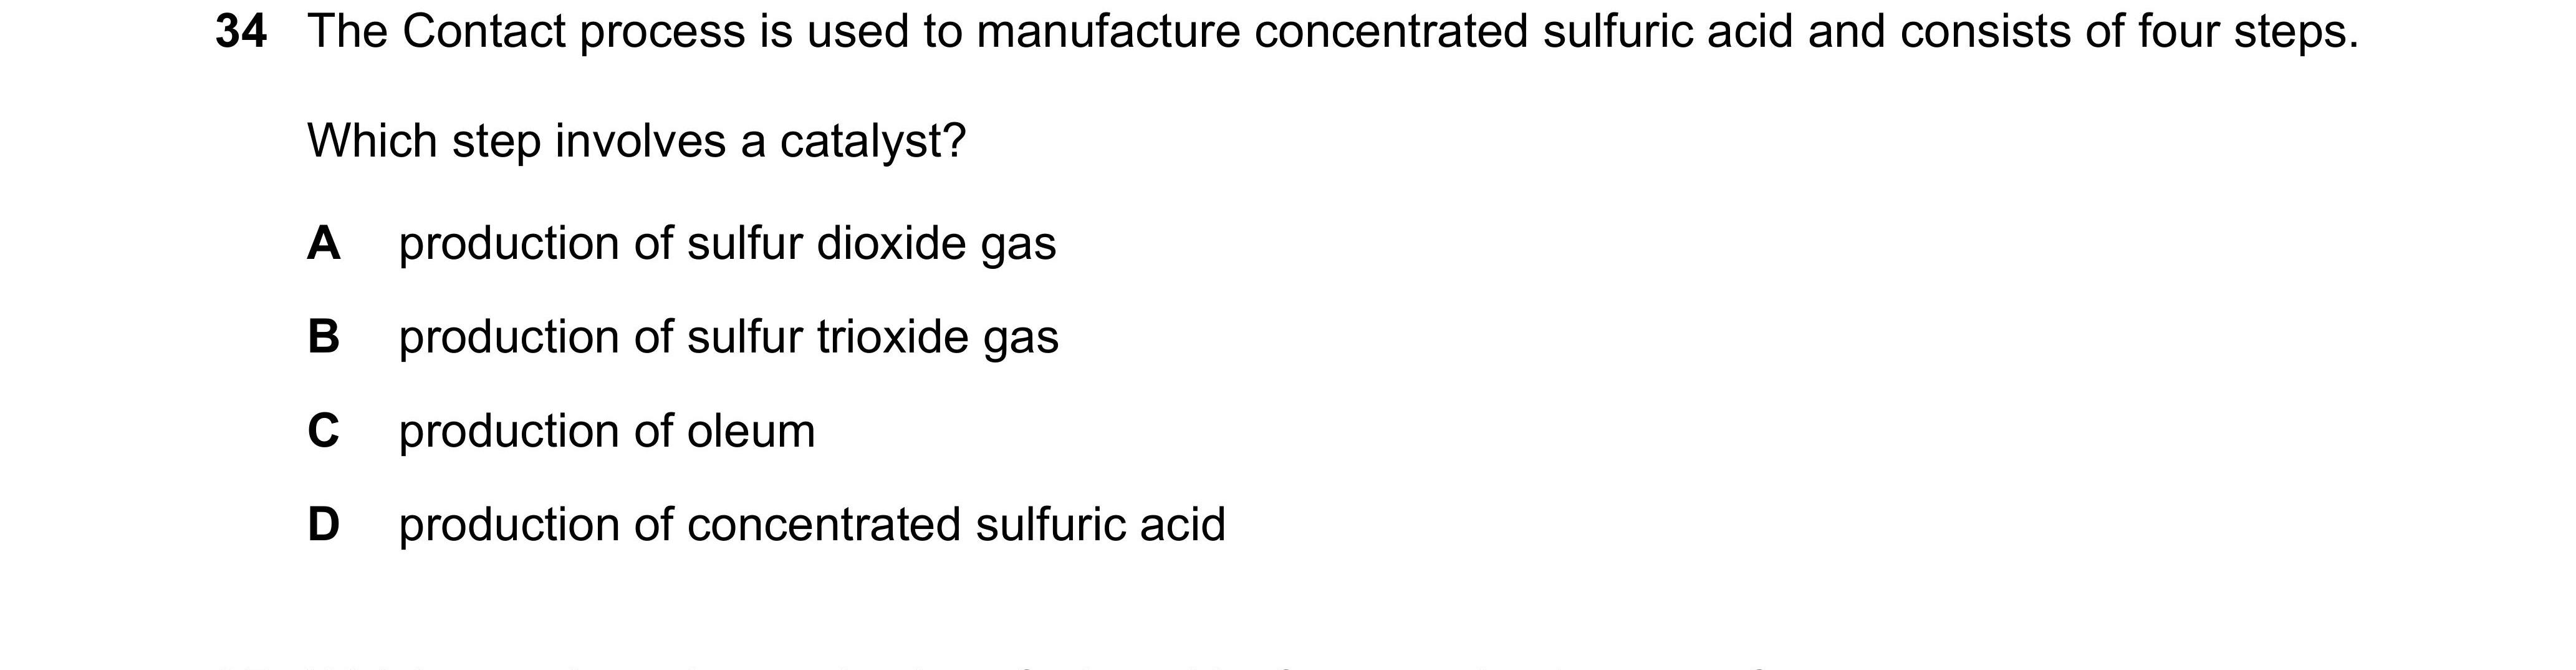 34 The Contact process is used to manufacture concentrated sulfuric acid and consists of four steps.
Which step involves a catalyst?
A production of sulfur dioxide gas
B production of sulfur trioxide gas
C production of oleum
D production of concentrated sulfuric acid